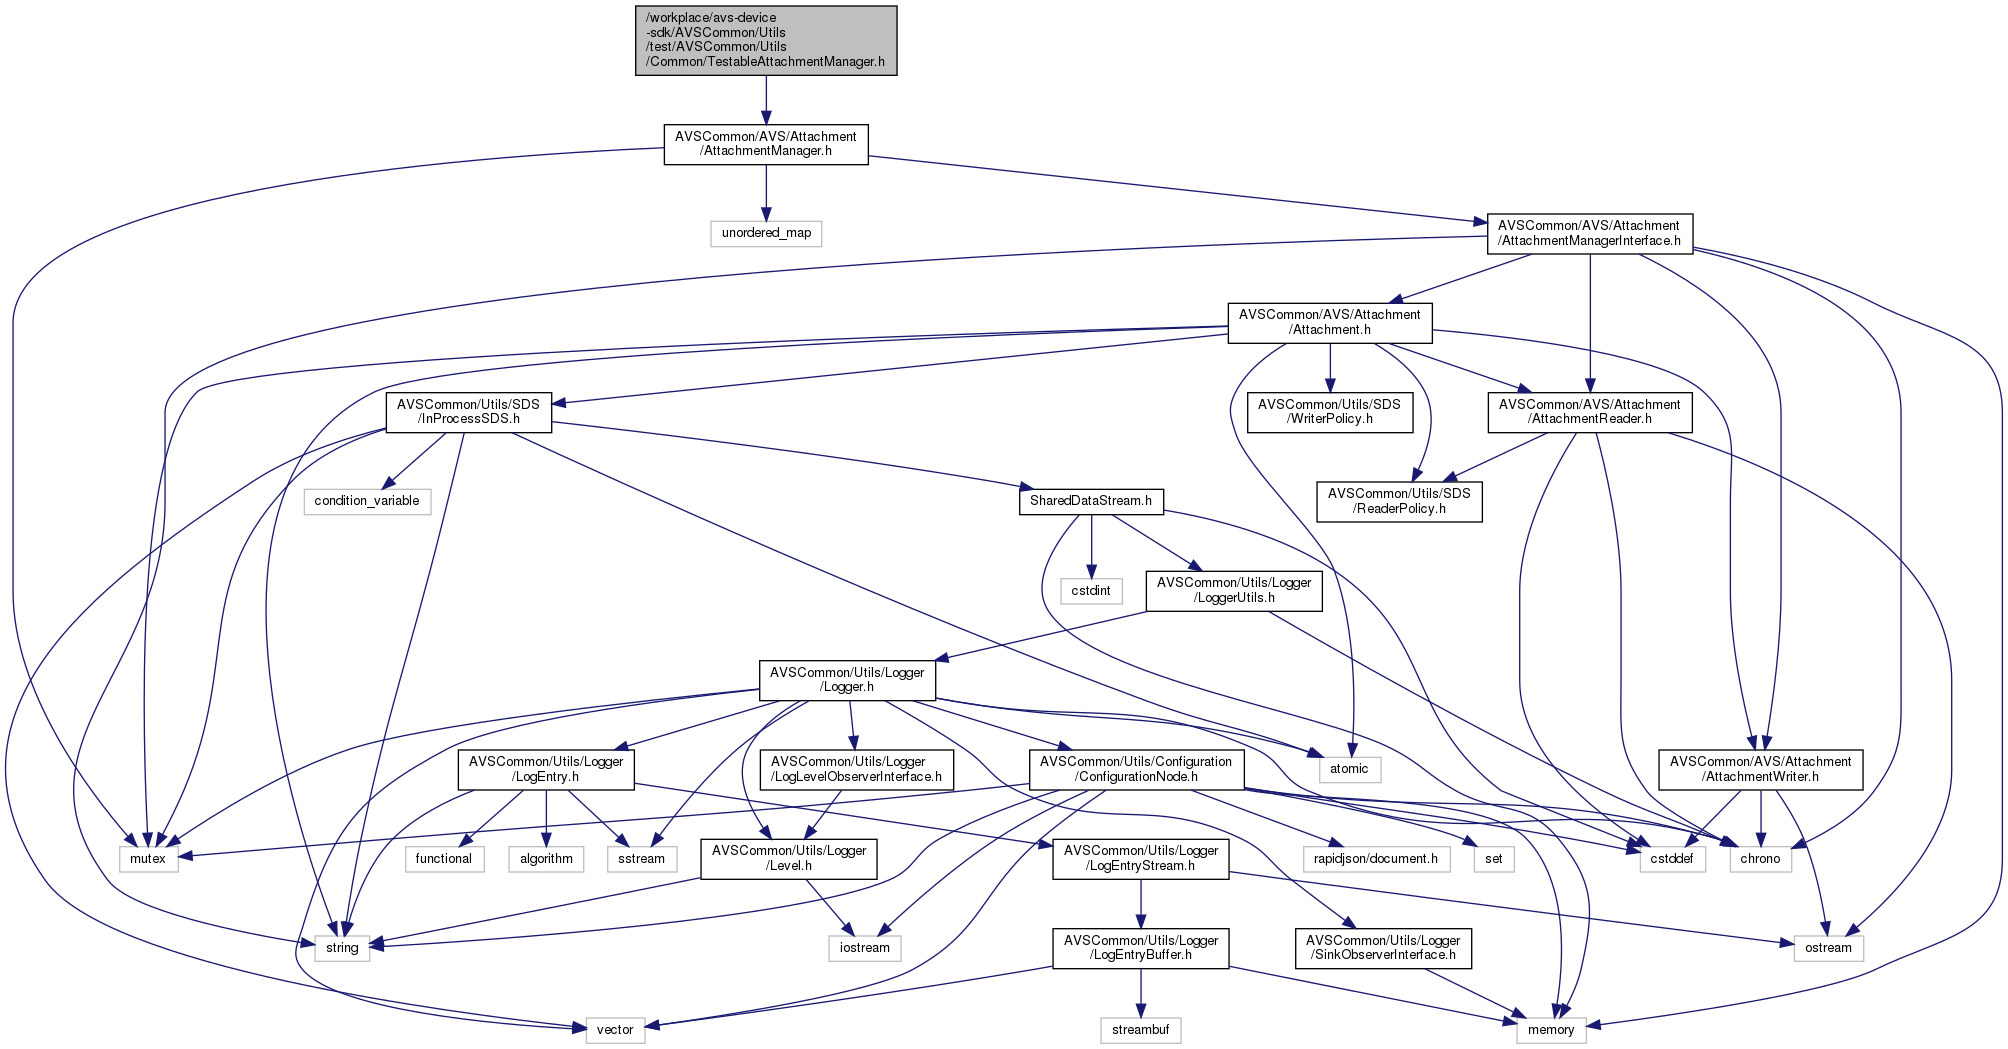 /workplace/avs-device
-sdk/AVSCommon/Utils
/test/AVSCommon/Utils
/Common/TestableAttachmentManager.h
AVSCommon/AVS/Attachment
/AttachmentManager.h
unordered_map
AVSCommon/AVS/Attachment
/AttachmentManagerInterface.h
AVSCommon/AVS/Attachment
/Attachment.h
AVSCommon/Utils/SDS
/InProcessSDS.h
AVSCommon/Utils/SDS
/WriterPolicy.h
AVSCommon/AVS/Attachment
/AttachmentReader.h
condition_variable
SharedDataStream.h
AVSCommon/Utils/SDS
/ReaderPolicy.h
cstdint
AVSCommon/Utils/Logger
/LoggerUtils.h
AVSCommon/Utils/Logger
/Logger.h
AVSCommon/Utils/Logger
/LogEntry.h
AVSCommon/Utils/Logger
/LogLevelObserverInterface.h
AVSCommon/Utils/Configuration
/ConfigurationNode.h
atomic
AVSCommon/AVS/Attachment
/AttachmentWriter.h
mutex
functional
algorithm
sstream
AVSCommon/Utils/Logger
/Level.h
AVSCommon/Utils/Logger
/LogEntryStream.h
rapidjson/document.h
set
cstddef
chrono
string
iostream
AVSCommon/Utils/Logger
/LogEntryBuffer.h
AVSCommon/Utils/Logger
/SinkObserverInterface.h
ostream
vector
streambuf
memory